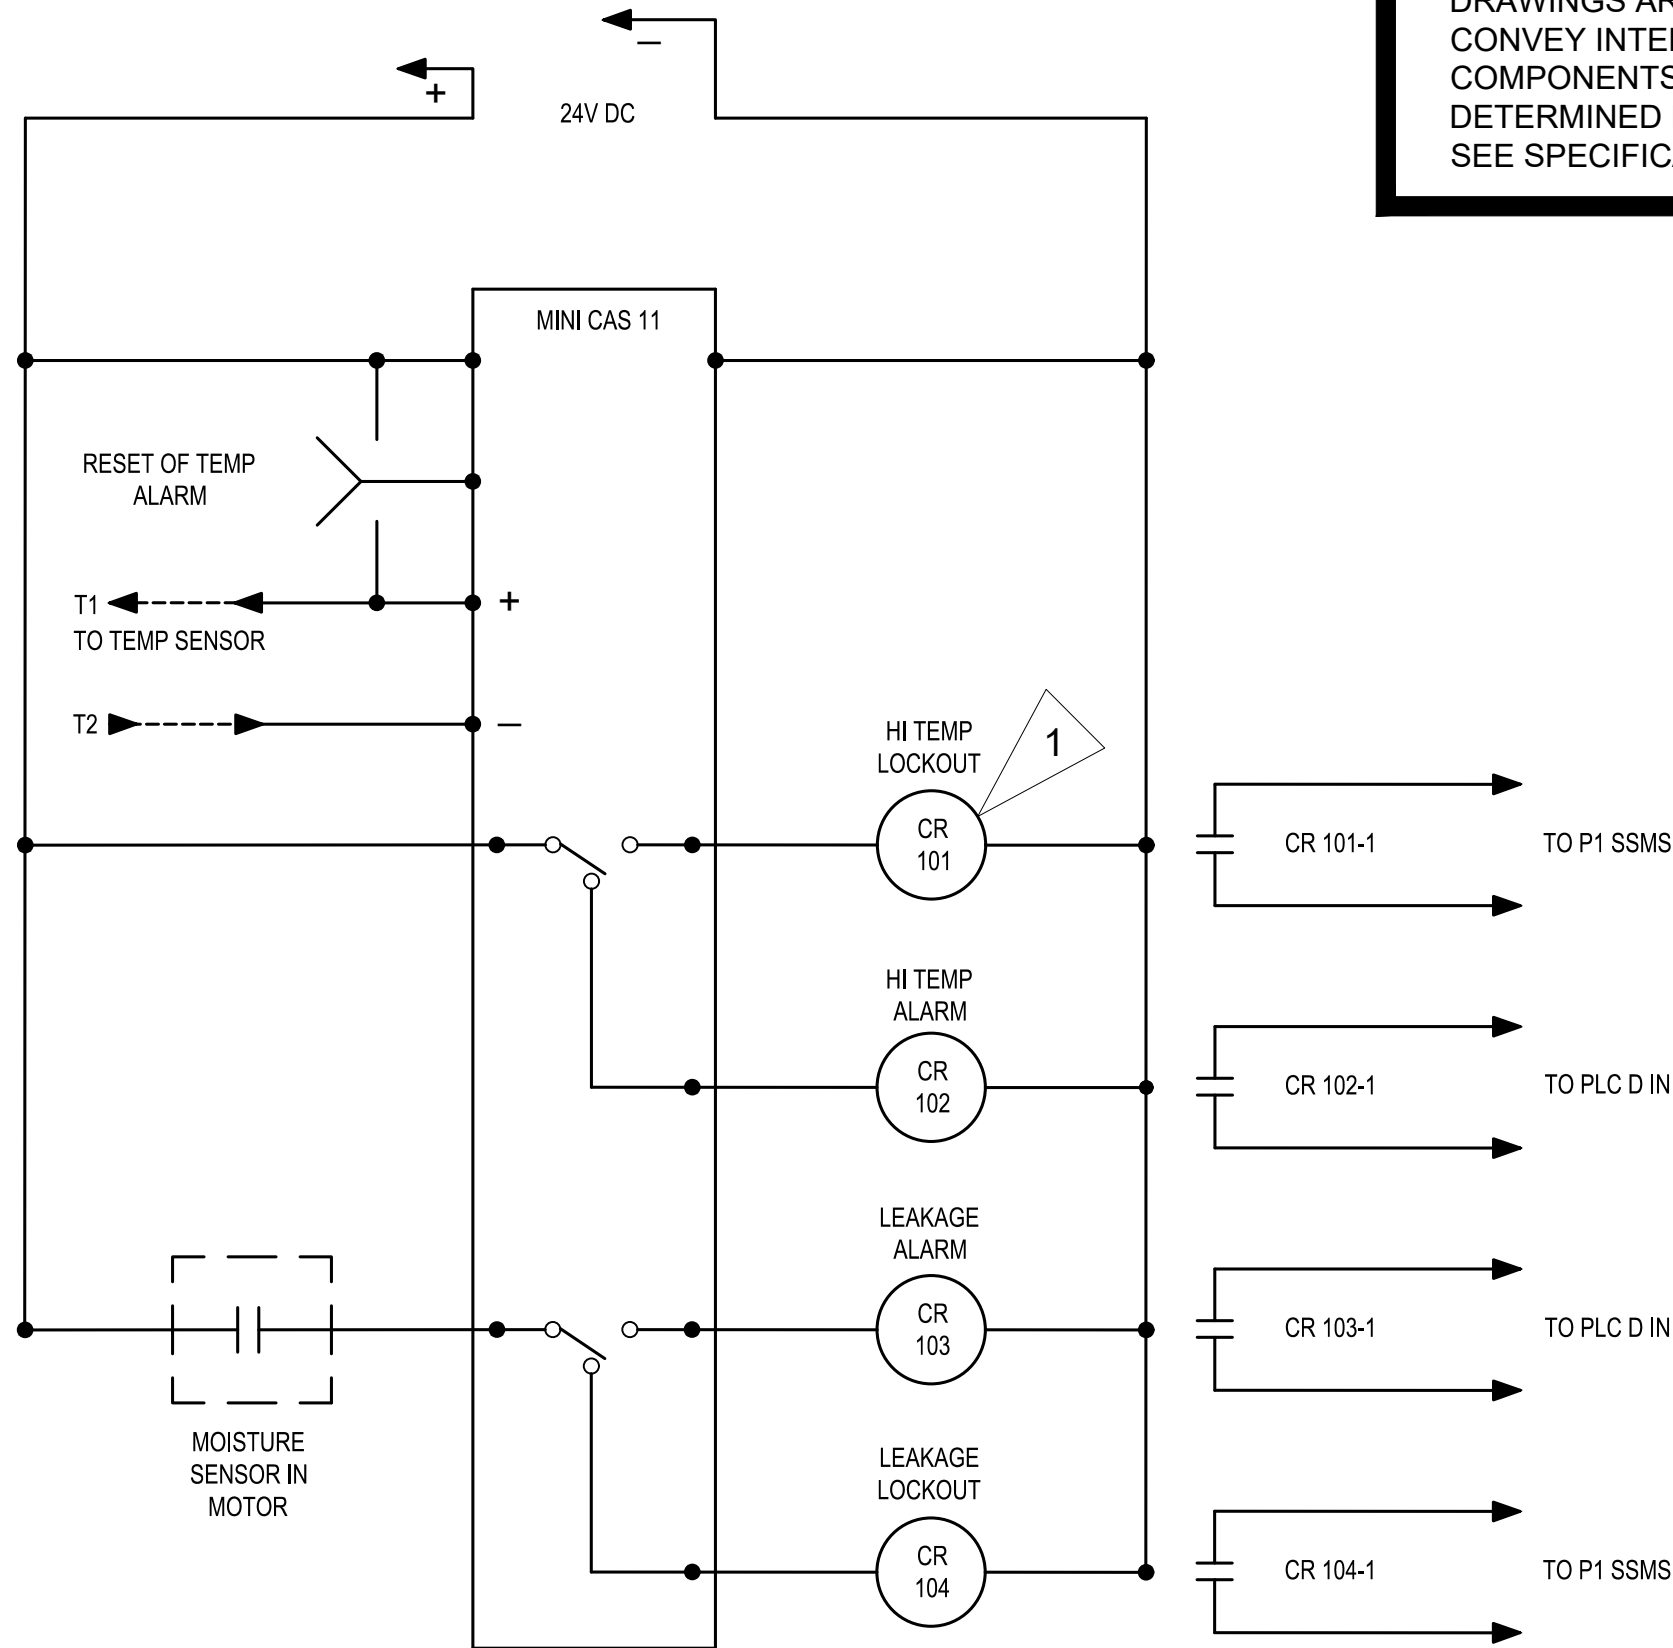 DRAWINGS AR
CONVEY INTE
COMPONENTS
DETERMINED
SEE SPECIFICA
–
+
24V DC
MINI CAS 11
RESET OF TEMP
ALARM
T1
+
TO TEMP SENSOR
T2
–
HI TEMP
LOCKOUT
1
CR
101
CR 101-1
TO P1 SSMS
HI TEMP
ALARM
CR
102
CR 102-1
TO PLC D IN
LEAKAGE
ALARM
CR
103
CR 103-1
TO PLC D IN
MOISTURE
SENSOR IN
MOTOR
LEAKAGE
LOCKOUT
CR
104
CR 104-1
TO P1 SSMS